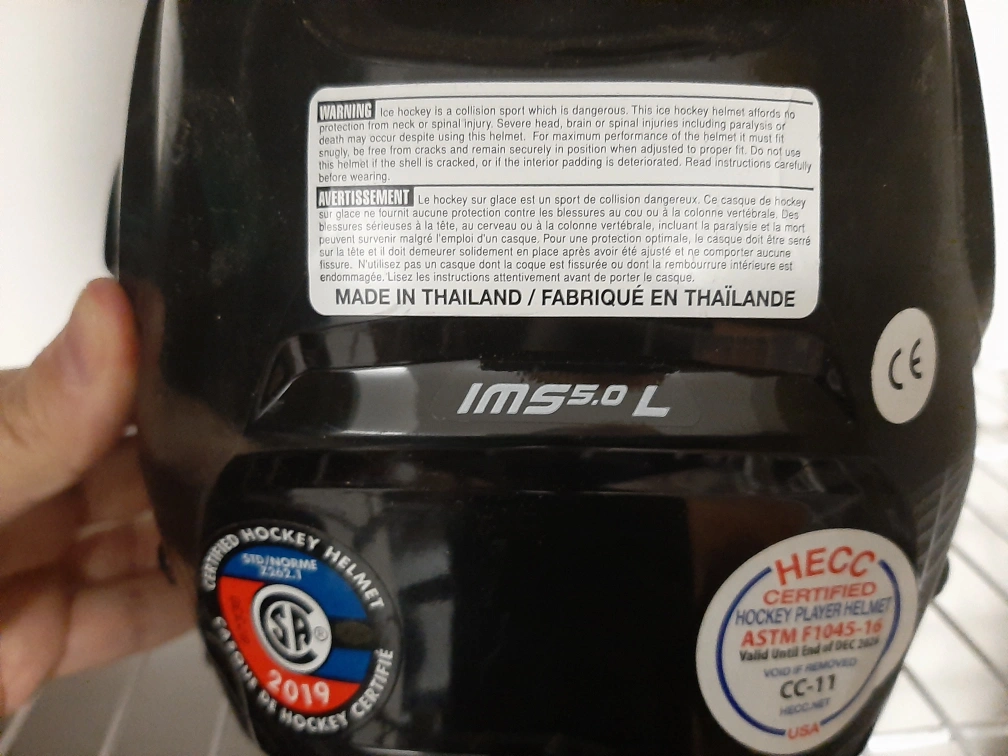 WARNING Ice hockey is a collision sport which is dangerous. This ice hockey helmet affords no
protection from neck or spinal injury. Severe head, brain or spinal injuries including paralysis or
death may occur despite using this helmet. For maximum performance of the helmet it must fit
snugly, be free from cracks and remain securely in position when adjusted to proper fit. Do not use
this helmet if the shell is cracked, or if the interior padding is deteriorated. Read instructions carefully
before wearing.
AVERTISSEMENT Le hockey sur glace est un sport de collision dangereux. Ce casque de hockey
sur glace ne fournit aucune protection contre les blessures au cou ou à la colonne vertébrale. Des
blessures sérieuses à la tête, au cerveau ou à la colonne vertébrale, incluant la paralysie et la mort
peuvent survenir malgré l'emploi d'un casque. Pour une protection optimale, le casque doit être serré
sur la tête et il doit demeurer solidement en place après avoir été ajusté et ne comporter aucune
fissure. N'utilisez pas un casque dont la coque est fissurée ou dont la rembourrure intérieure est
endommagée. Lisez les instructions attentivement avant de porter le casque.
MADE IN THAILAND / FABRIQUÉ EN THAÏLANDE
CE
IMS5.0 L
CERTIFIED HOCKEY HELMET
STD/NORME
Z262.1
SA®
2019
CASQUE DE HOCKEY CERTIFIÉ
HECC
CERTIFIED
HOCKEY PLAYER HELMET
ASTM F1045-16
Valid Until End of DEC
VOID IF REMOVED
CC-11
HECC.NET
USA